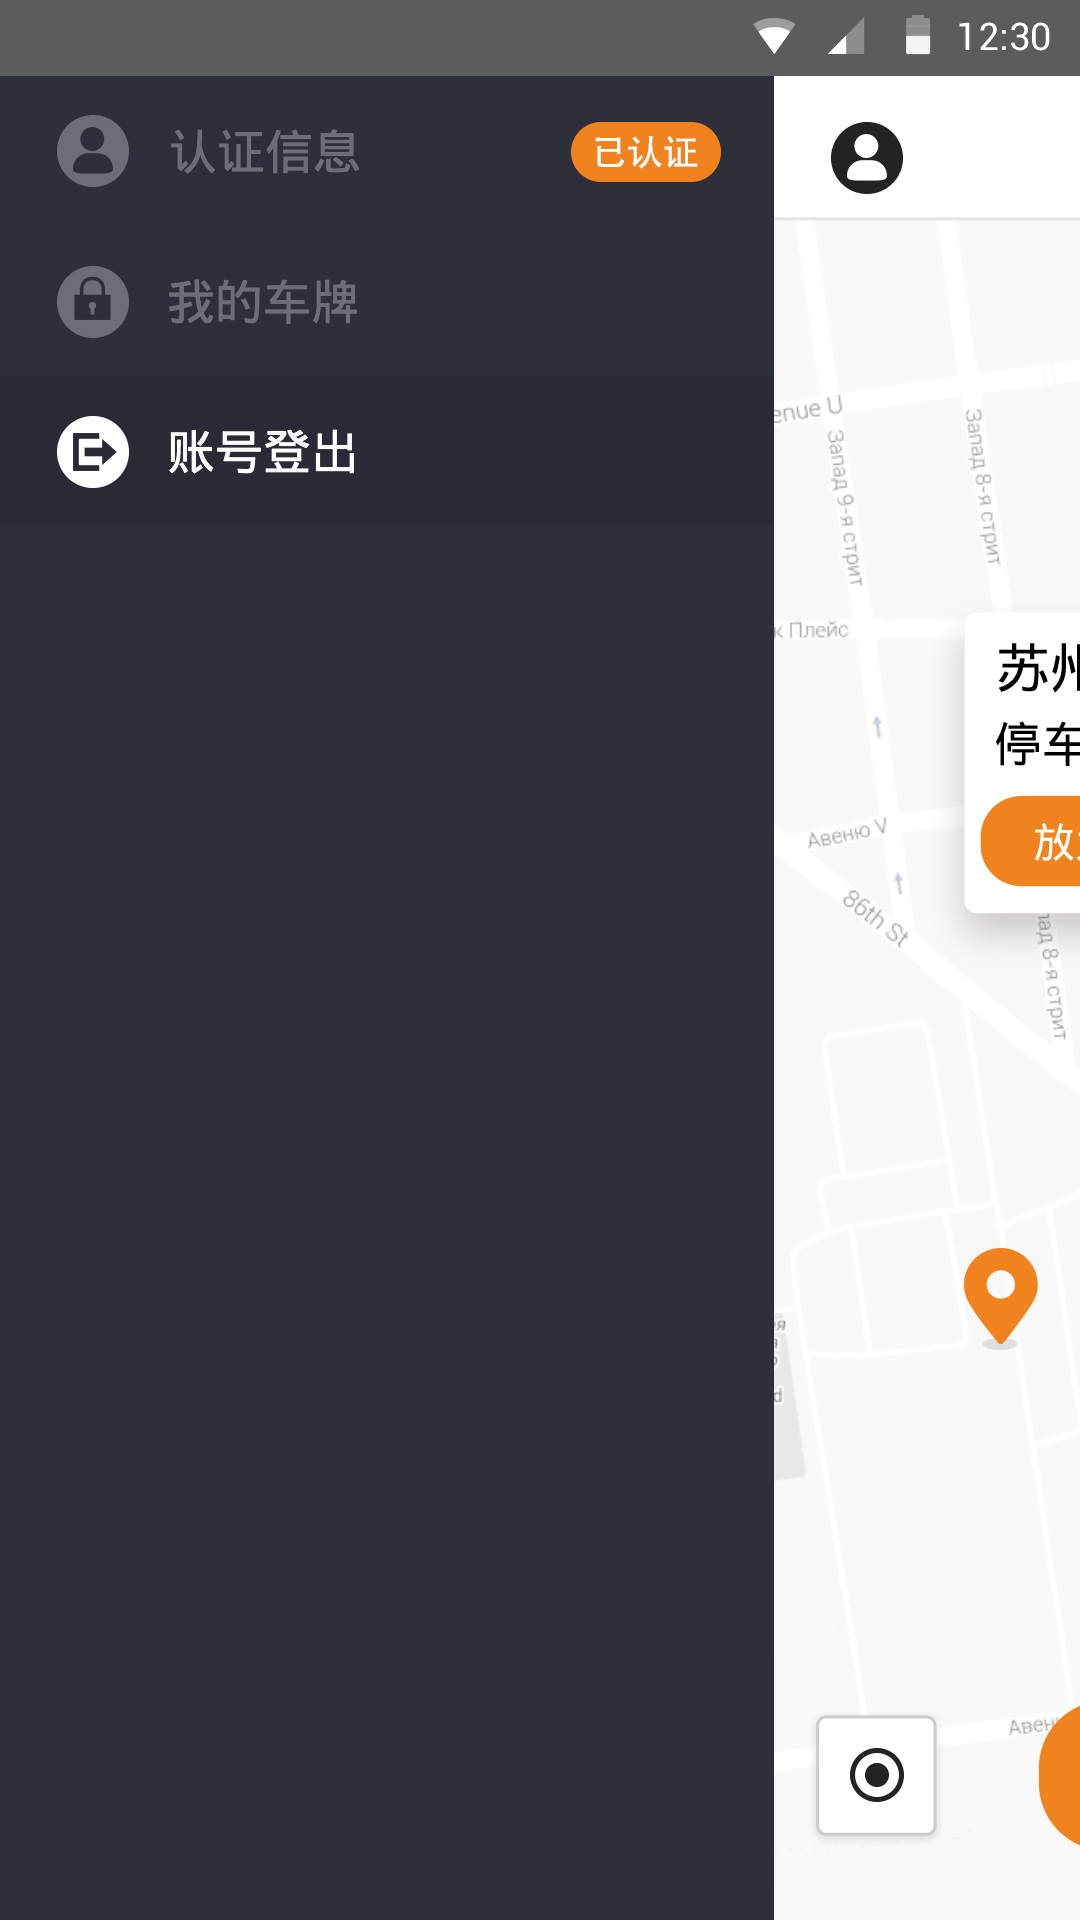 12:30
认证信息
已认证
我的车牌
账号登出
enue U
Запад 9-я стрит
Запад 8-я стрит
к Плейс
苏州
停车
Авеню V
86th St
пад 8-я стрит
Авен